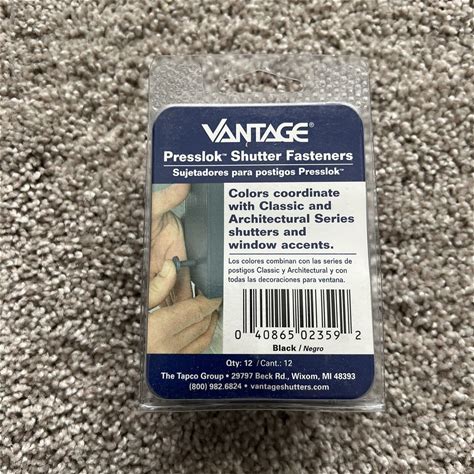 VANTAGE®
Presslok™ Shutter Fasteners
Sujetadores para postigos Presslok™
Colors coordinate
with Classic and
Architectural Series
shutters and
window accents.
Los colores combinan con las series de
postigos Classic y Architectural y con
todas las decoraciones para ventana.
0 40865 02359 2
Black / Negro
Qty: 12 / Cant.: 12
The Tapco Group • 29797 Beck Rd., Wixom, MI 48393
(800) 982.6824 • vantageshutters.com